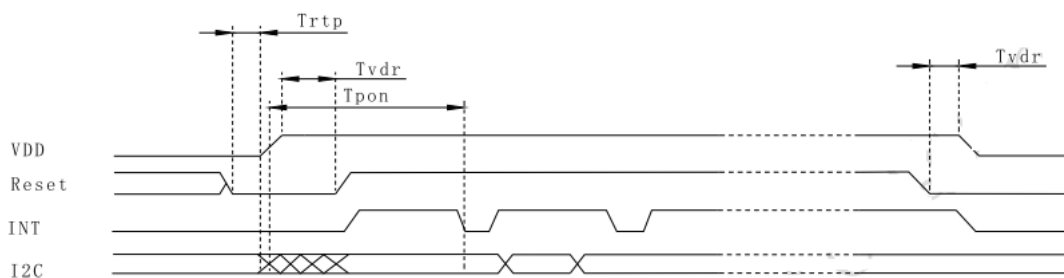 Trtp
Tvdr
Tvdr
Tpon
VDD
Reset
INT
I2C